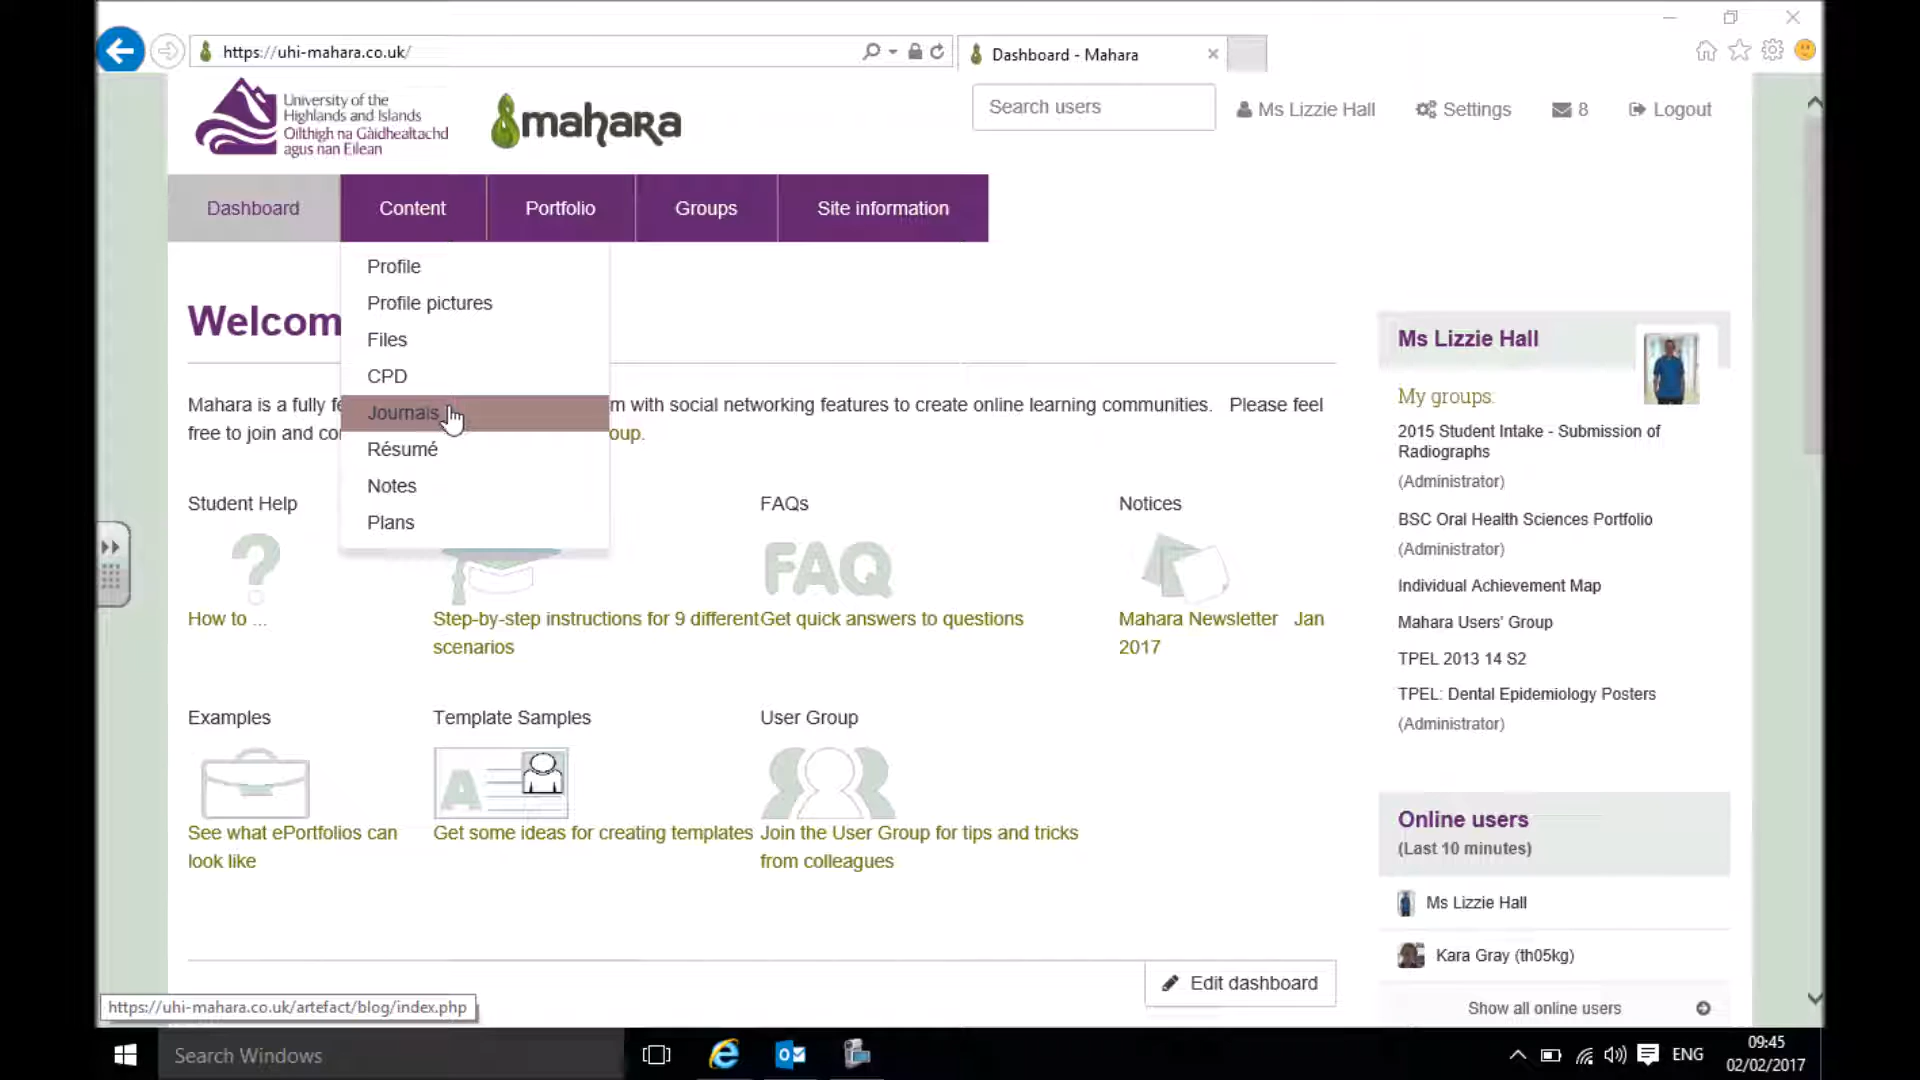 https://uhi-mahara.co.uk/
Dashboard - Mahara
University of the
Highlands and Islands
Oilthigh na Gàidhealtachd
agus nan Eilean
mahara
Search users
Ms Lizzie Hall
Settings
8
Logout
Dashboard
Content
Portfolio
Groups
Site information
Profile
Profile pictures
Files
CPD
Journals
Résumé
Notes
Plans
Welcom
Mahara is a fully fe
m with social networking features to create online learning communities. Please feel
free to join and co
oup.
Student Help
FAQs
Notices
FAQ
How to ...
Step-by-step instructions for 9 different
scenarios
Get quick answers to questions
Mahara Newsletter Jan
2017
Examples
Template Samples
User Group
A
See what ePortfolios can
look like
Get some ideas for creating templates
Join the User Group for tips and tricks
from colleagues
Edit dashboard
Ms Lizzie Hall
My groups.
2015 Student Intake - Submission of
Radiographs
(Administrator)
BSC Oral Health Sciences Portfolio
(Administrator)
Individual Achievement Map
Mahara Users' Group
TPEL 2013 14 S2
TPEL: Dental Epidemiology Posters
(Administrator)
Online users
(Last 10 minutes)
Ms Lizzie Hall
Kara Gray (th05kg)
Show all online users
https://uhi-mahara.co.uk/artefact/blog/index.php
Search Windows
ENG
09:45
02/02/2017